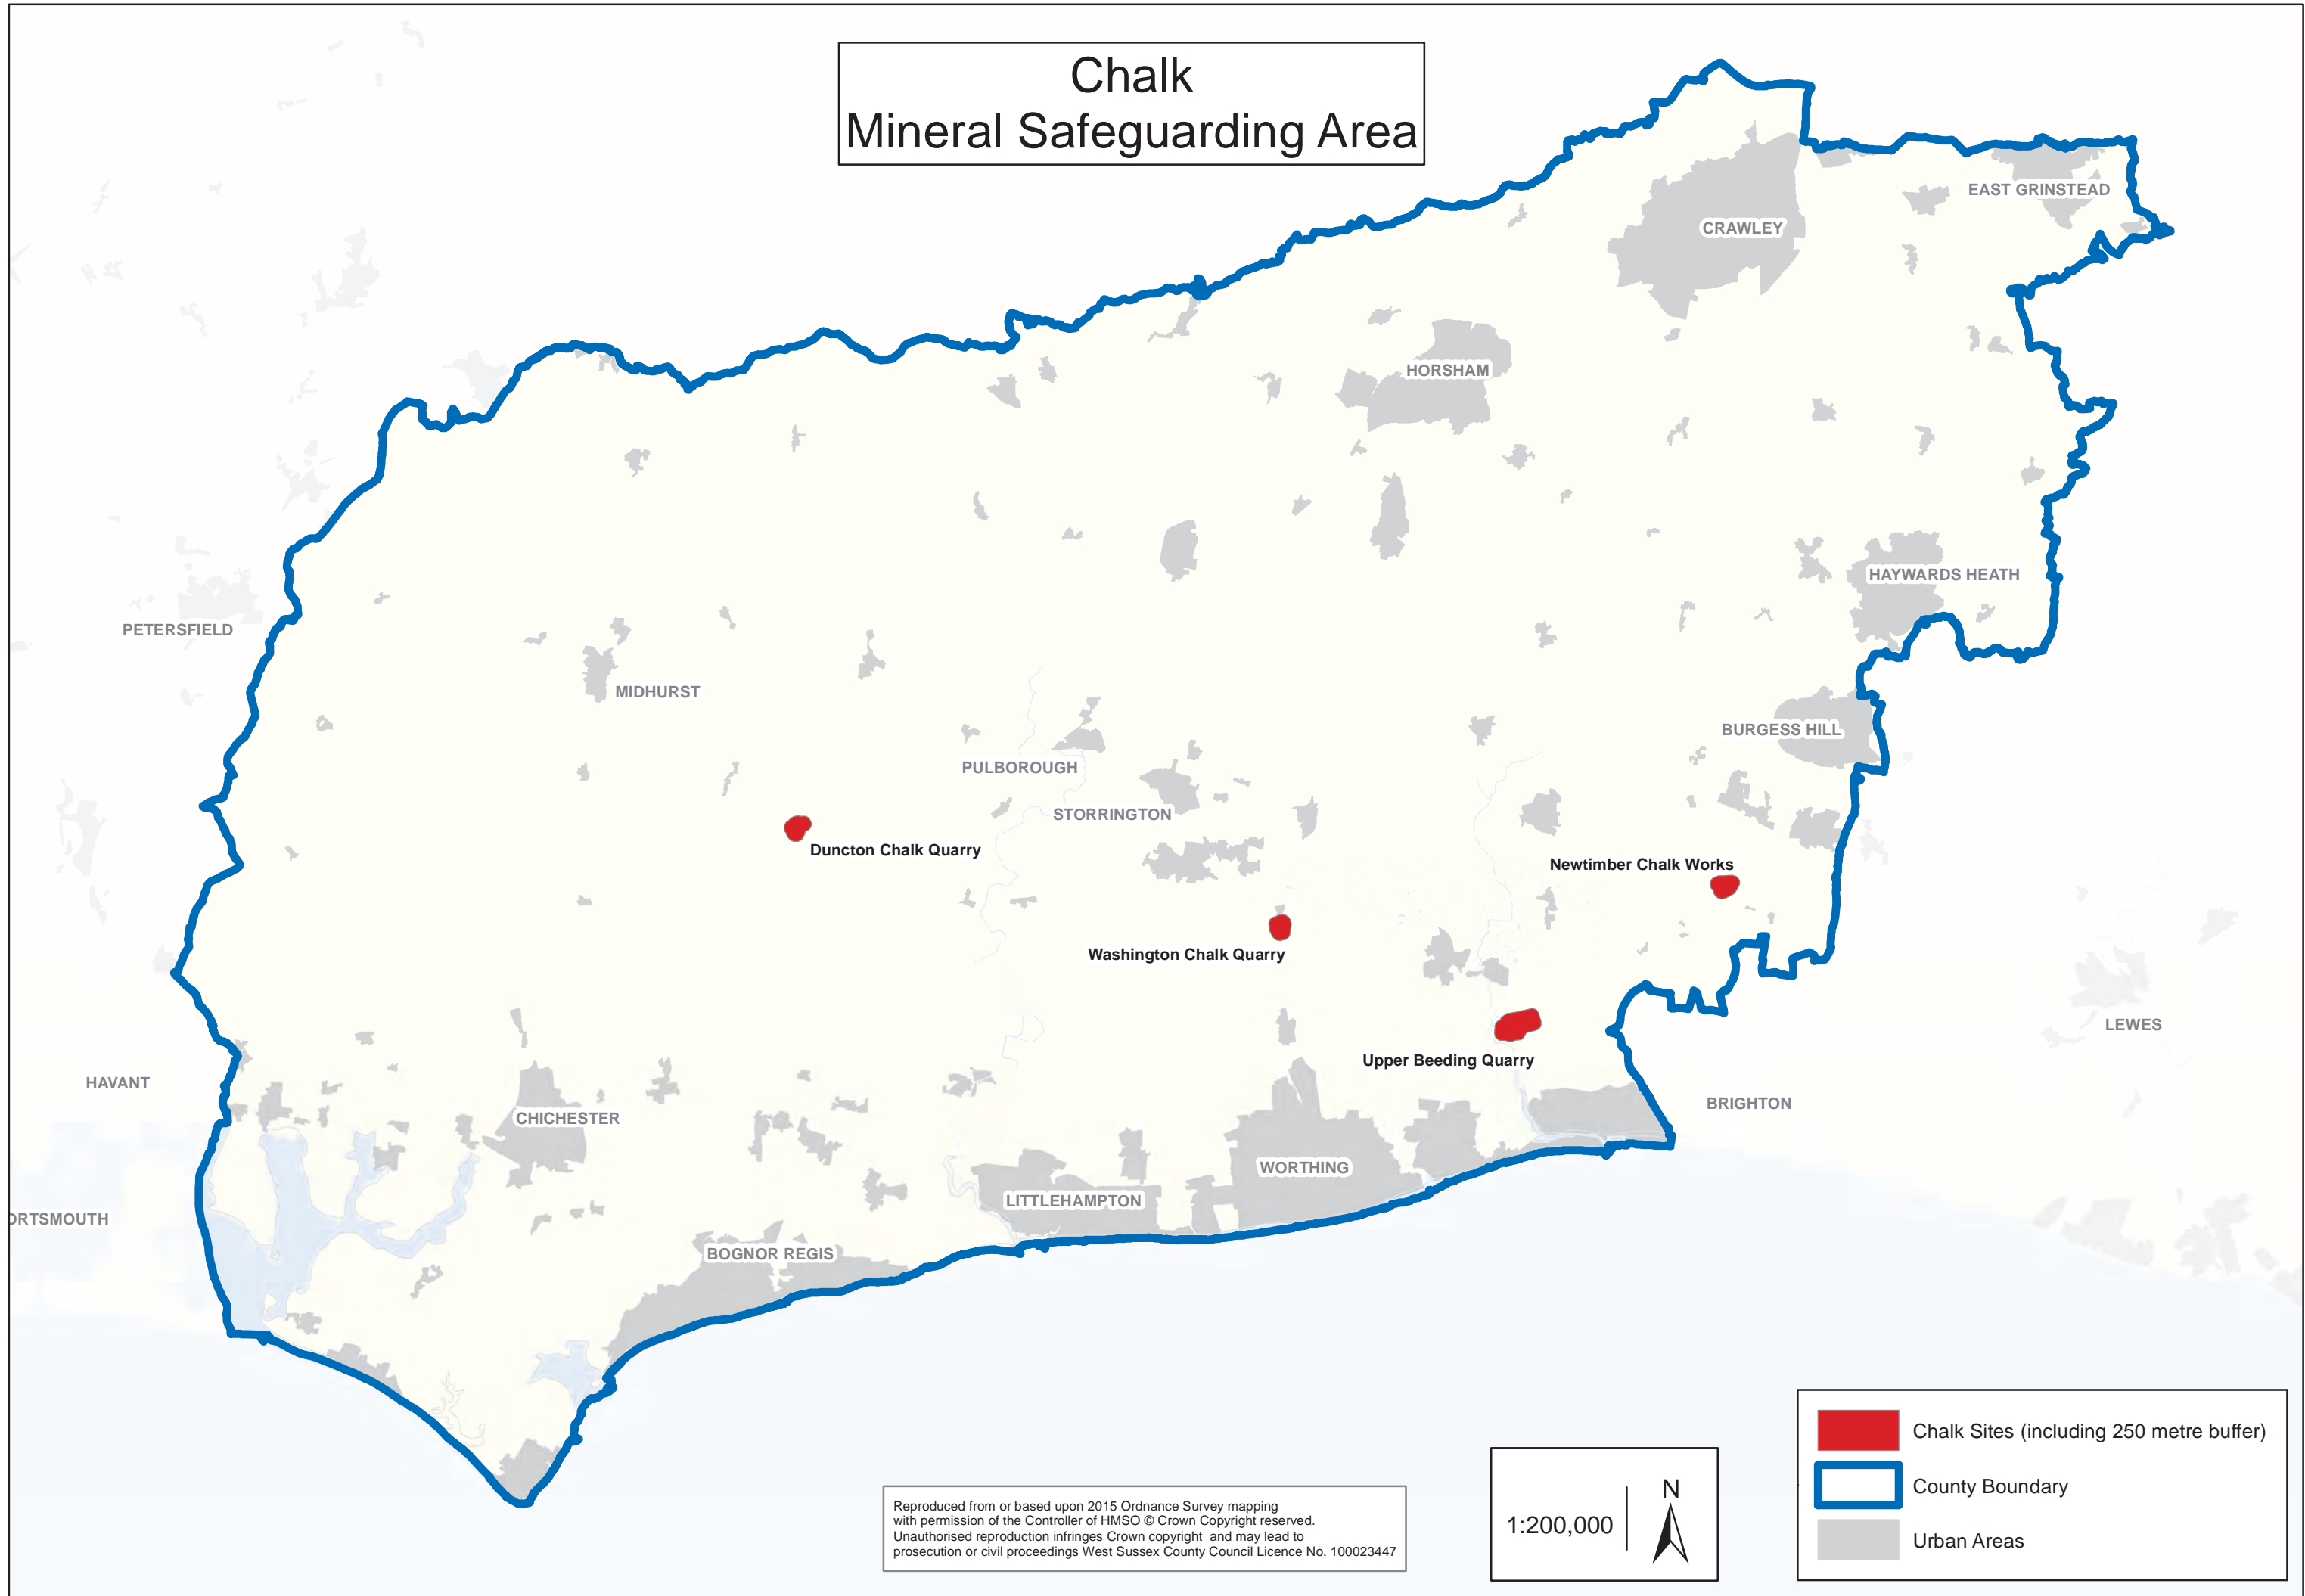 Chalk
Mineral Safeguarding Area
EAST GRINSTEAD
CRAWLEY
HORSHAM
HAYWARDS HEATH
PETERSFIELD
MIDHURST
BURGESS HILL
PULBOROUGH
STORRINGTON
Duncton Chalk Quarry
Newtimber Chalk Works
Washington Chalk Quarry
LEWES
Upper Beeding Quarry
HAVANT
BRIGHTON
CHICHESTER
WORTHING
LITTLEHAMPTON
ORTSMOUTH
BOGNOR REGIS
Chalk Sites (including 250 metre buffer)
County Boundary
Urban Areas
N
1:200,000
Reproduced from or based upon 2015 Ordnance Survey mapping
with permission of the Controller of HMSO © Crown Copyright reserved.
Unauthorised reproduction infringes Crown copyright and may lead to
prosecution or civil proceedings West Sussex County Council Licence No. 100023447